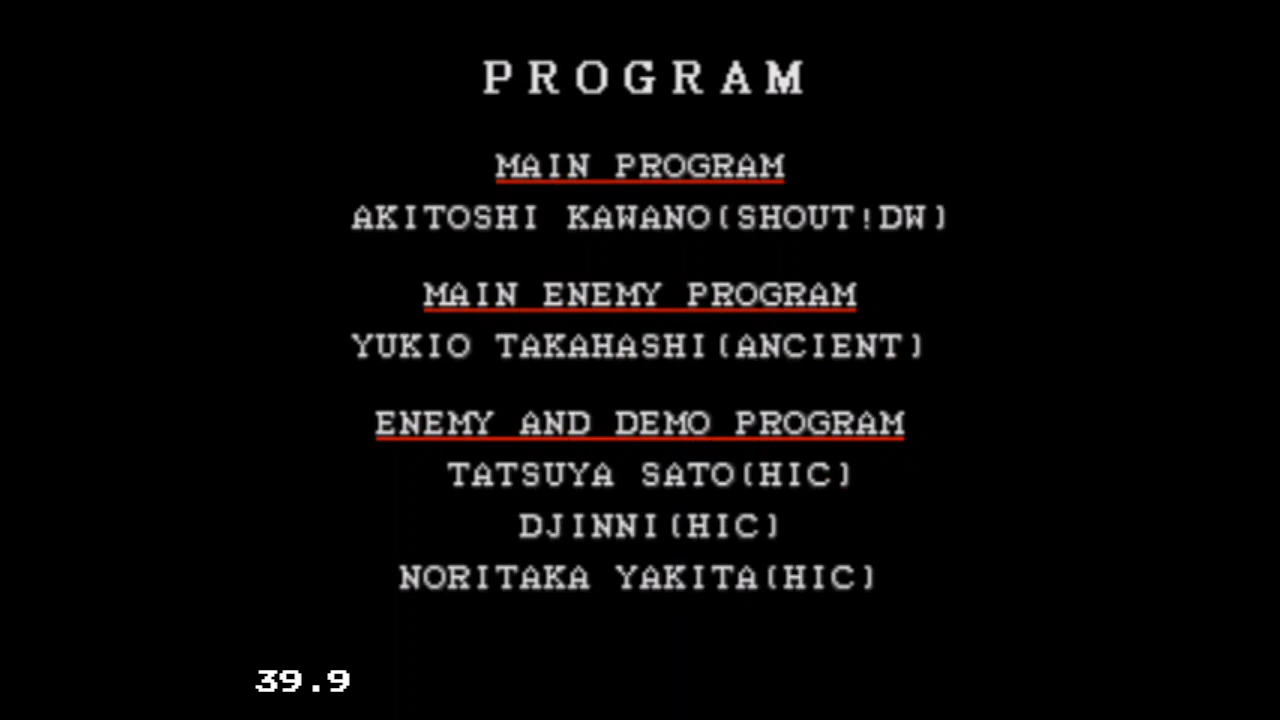 PROGRAM
MAIN PROGRAM
AKITOSHI KAWANO(SHOUT!DW)
MAIN ENEMY PROGRAM
YUKIO TAKAHASHI(ANCIENT)
ENEMY AND DEMO PROGRAM
TATSUYA SATO(HIC)
DJINNI(HIC)
NORITAKA YAKITA(HIC)
39.9